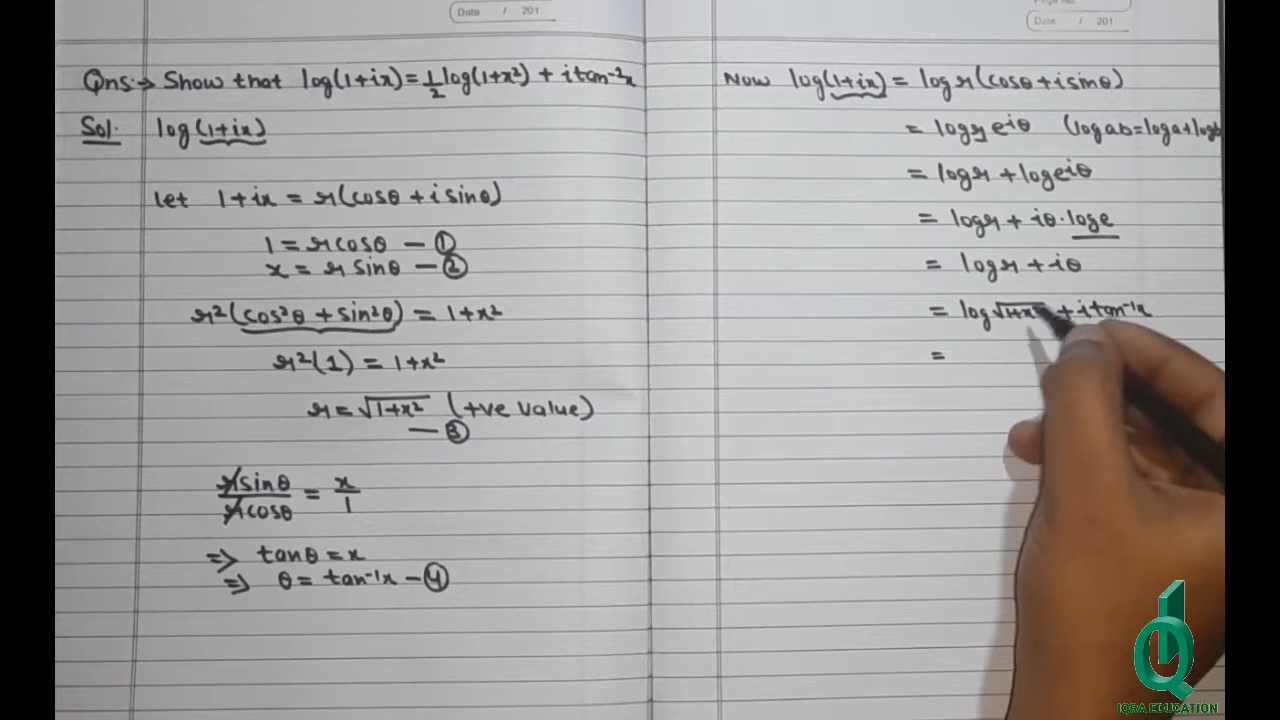 Date / 201
Qns:→ Show that log(1+ix) = 1/2 log(1+x²) + i tan⁻¹x
Sol. log(1+ix)
let 1+ix = r(cosθ + i sinθ)
1 = r cosθ — ①
x = r sinθ — ②
r²(cos²θ + sin²θ) = 1+x²
r²(1) = 1+x²
r = √1+x² (+ve value)
— ③
r sinθ / r cosθ = x/1
⇒ tanθ = x
⇒ θ = tan⁻¹x — ④
Date / 201
Now log(1+ix) = log r(cosθ + i sinθ)
= log r e^iθ (log ab = log a + log b
= log r + log e^iθ
= log r + iθ · log e
= log r + iθ
= log √1+x² + i tan⁻¹x
=
IQRA EDUCATION